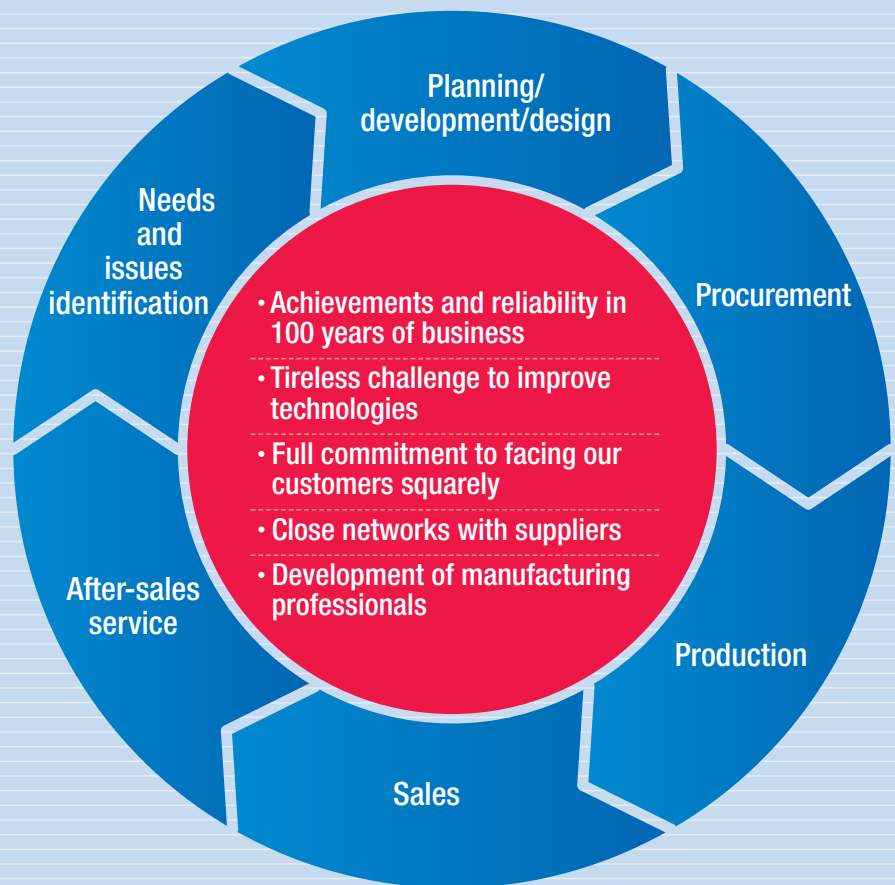 Planning/
development/design
Procurement
Production
Sales
After-sales
service
Needs
and
issues
identification
• Achievements and reliability in
100 years of business
• Tireless challenge to improve
technologies
• Full commitment to facing our
customers squarely
• Close networks with suppliers
• Development of manufacturing
professionals